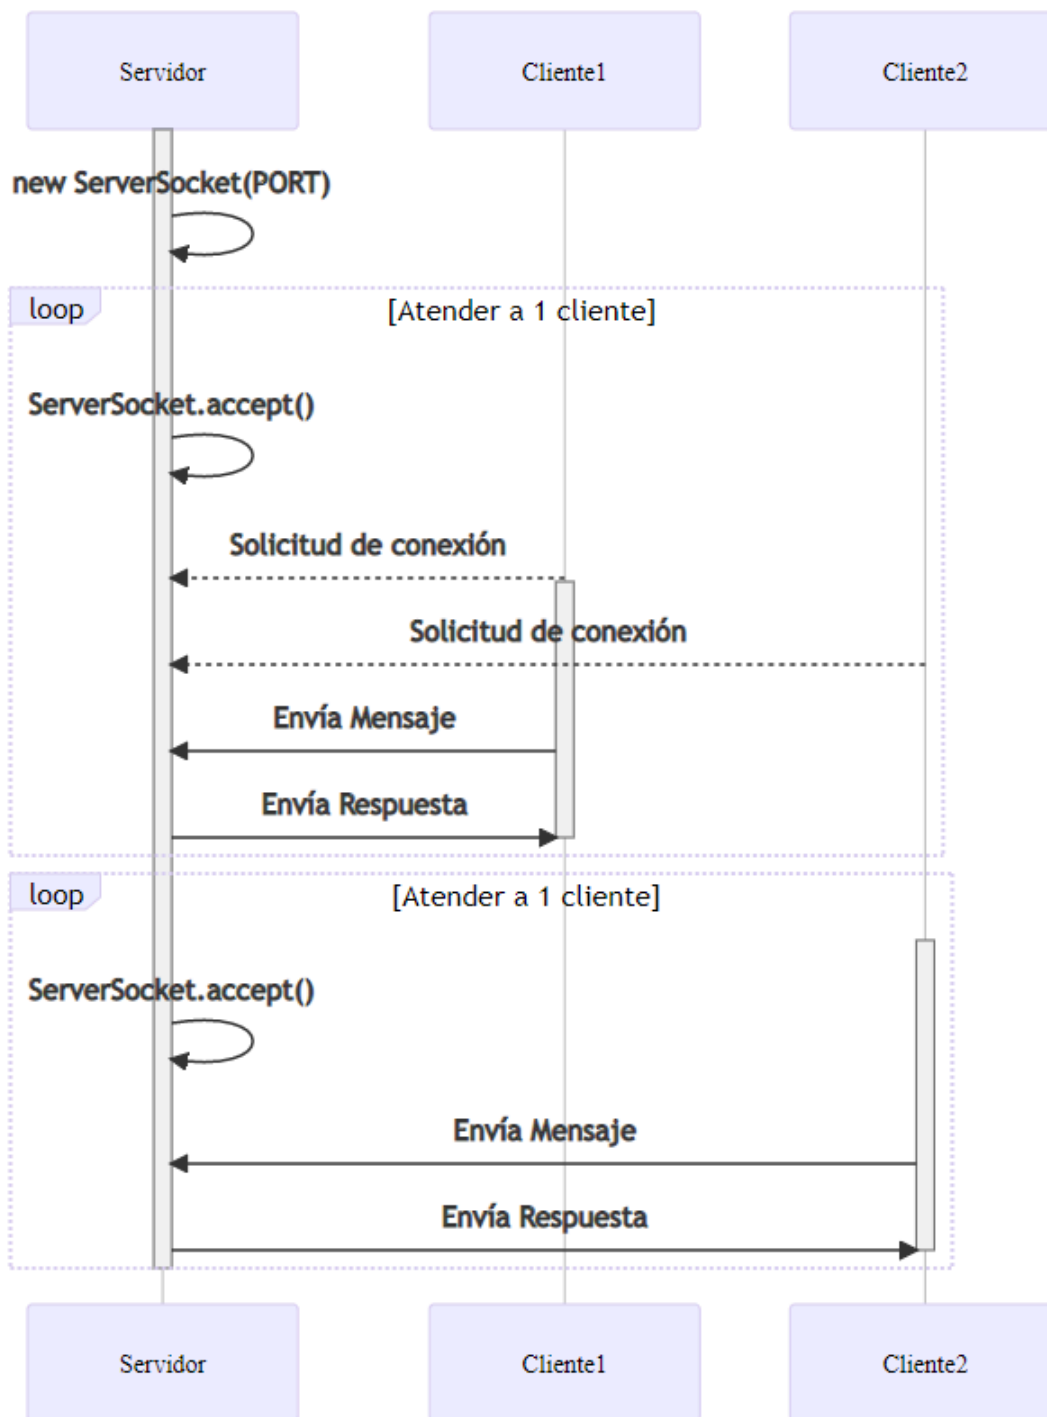 Servidor
Cliente1
Cliente2
new ServerSocket(PORT)
loop
[Atender a 1 cliente]
ServerSocket.accept()
Solicitud de conexión
Solicitud de conexión
Envía Mensaje
Envía Respuesta
loop
[Atender a 1 cliente]
ServerSocket.accept()
Envía Mensaje
Envía Respuesta
Servidor
Cliente1
Cliente2